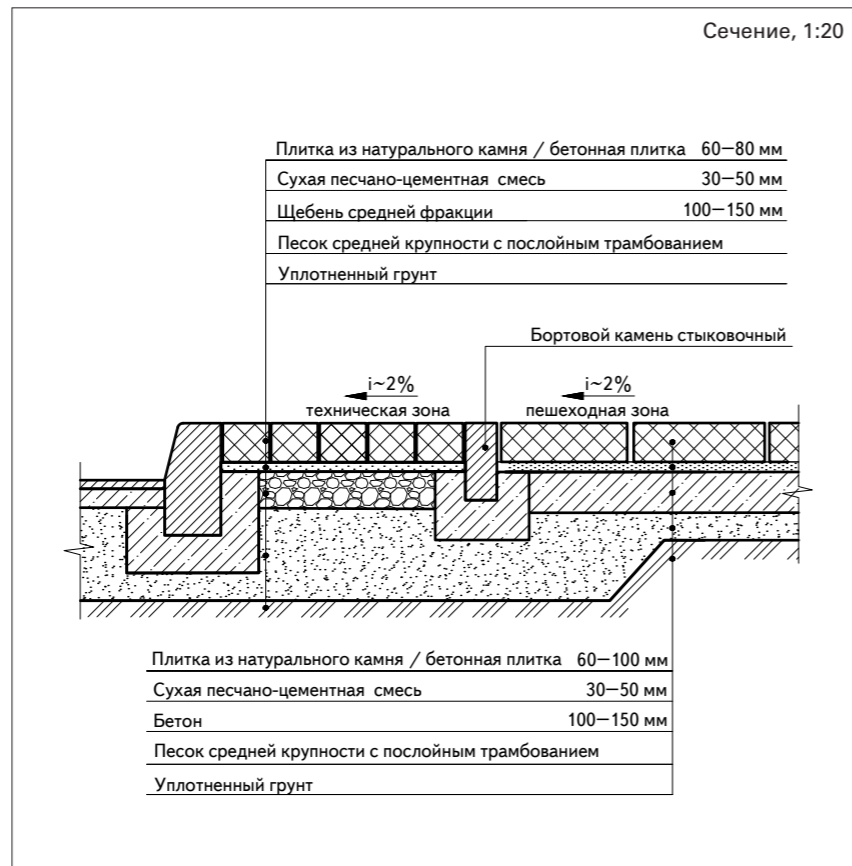 Сечение, 1:20
Плитка из натурального камня / бетонная плитка 60—80 мм
Сухая песчано-цементная смесь 30—50 мм
Щебень средней фракции 100—150 мм
Песок средней крупности с послойным трамбованием
Уплотненный грунт
Бортовой камень стыковочный
i~2% i~2%
техническая зона пешеходная зона
Плитка из натурального камня / бетонная плитка 60—100 мм
Сухая песчано-цементная смесь 30—50 мм
Бетон 100—150 мм
Песок средней крупности с послойным трамбованием
Уплотненный грунт